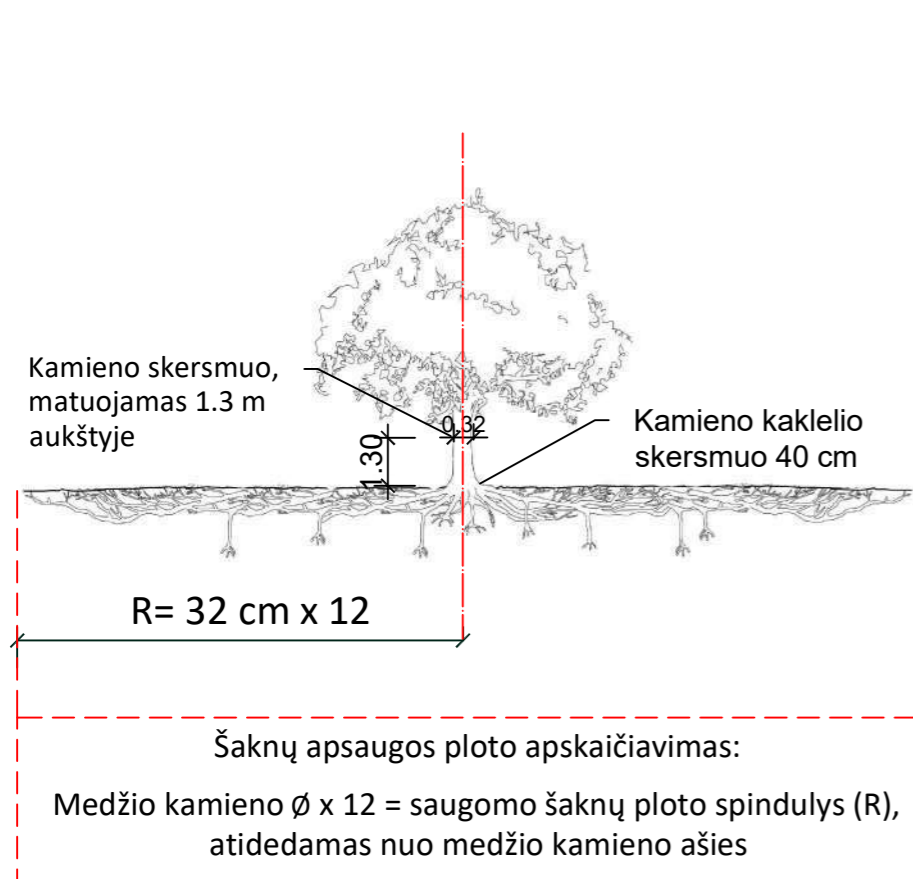 Kamieno skersmuo,
matuojamas 1.3 m
aukštyje
0,32
1.30
Kamieno kaklelio
skersmuo 40 cm
R= 32 cm x 12
Šaknų apsaugos ploto apskaičiavimas:
Medžio kamieno Ø x 12 = saugomo šaknų ploto spindulys (R),
atidedamas nuo medžio kamieno ašies